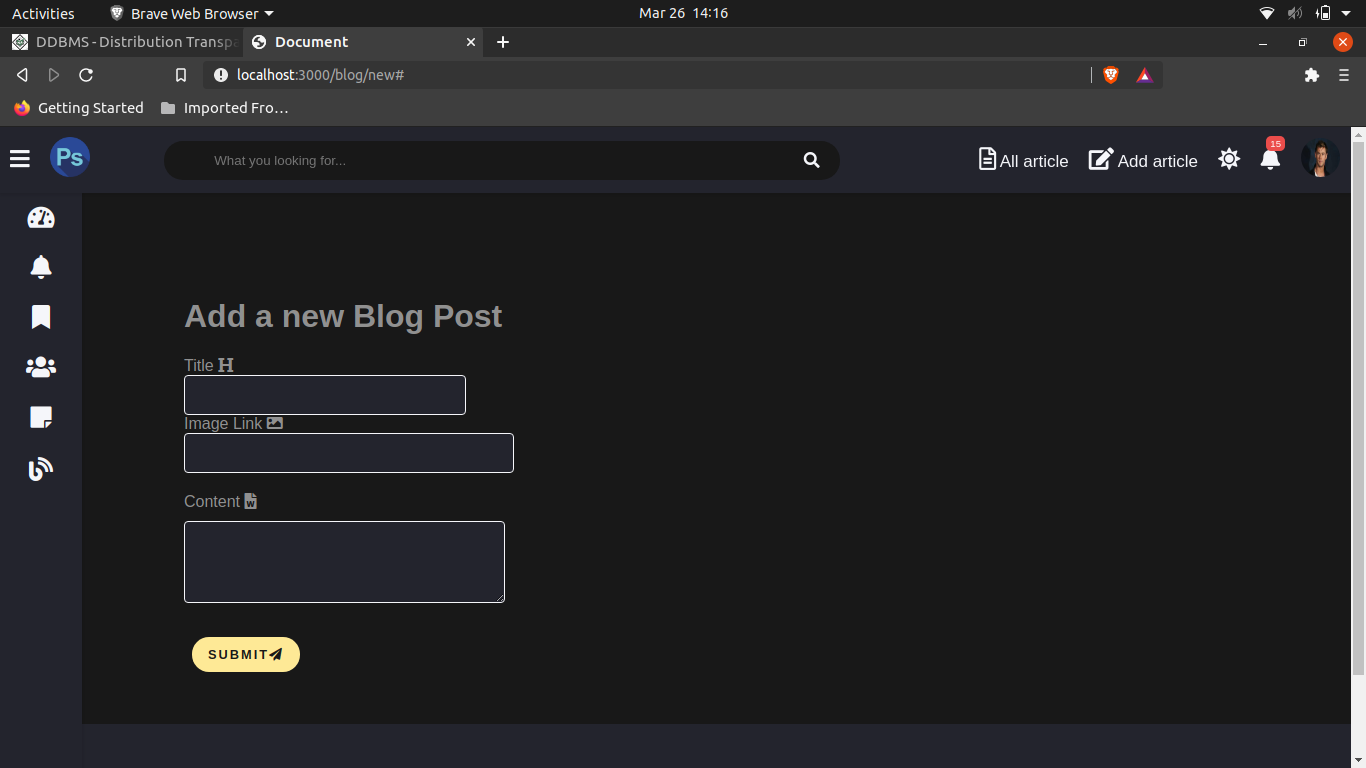 Activities
Brave Web Browser
Mar 26 14:16
DDBMS - Distribution Transpa
Document
localhost:3000/blog/new#
Getting Started
Imported Fro…
Ps
What you looking for...
All article
Add article
15
Add a new Blog Post
Title H
Image Link
Content W
SUBMIT